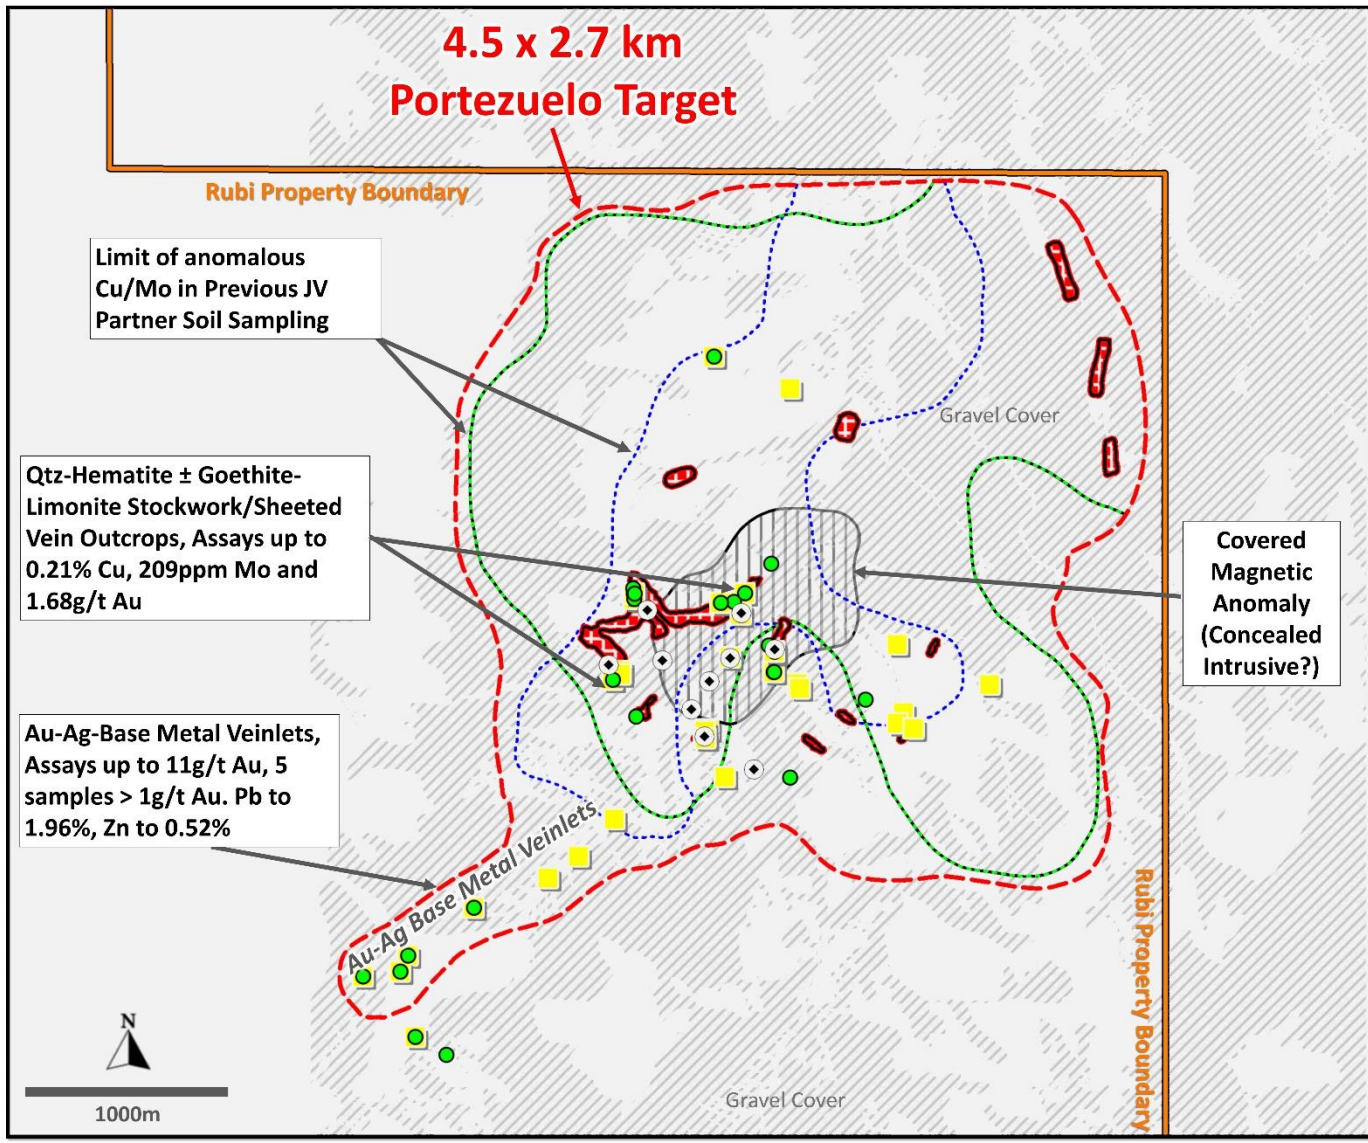 4.5 x 2.7 km
Portezuelo Target
Rubi Property Boundary
Limit of anomalous
Cu/Mo in Previous JV
Partner Soil Sampling
Gravel Cover
Qtz-Hematite ± Goethite-
Limonite Stockwork/Sheeted
Vein Outcrops, Assays up to
0.21% Cu, 209ppm Mo and
1.68g/t Au
Covered
Magnetic
Anomaly
(Concealed
Intrusive?)
Au-Ag-Base Metal Veinlets,
Assays up to 11g/t Au, 5
samples > 1g/t Au. Pb to
1.96%, Zn to 0.52%
Au-Ag Base Metal Veinlets
Rubi Property Boundary
N
1000m
Gravel Cover